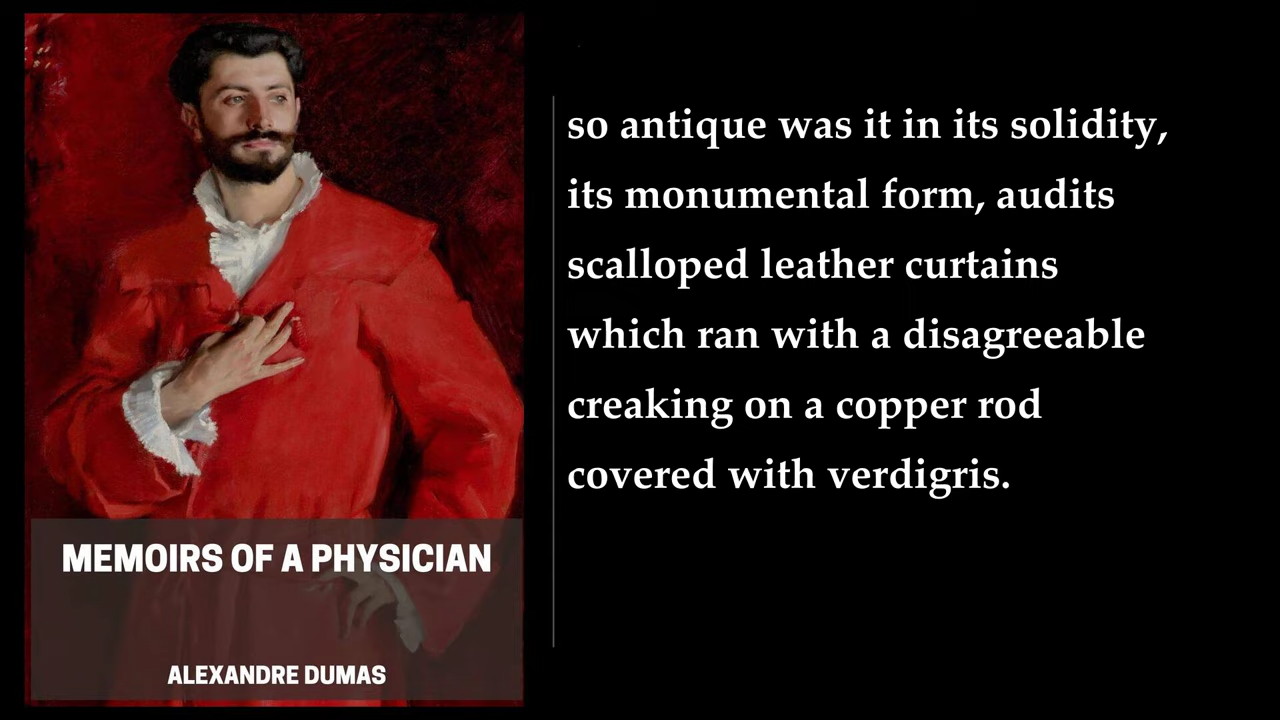 so antique was it in its solidity,
its monumental form, audits
scalloped leather curtains
which ran with a disagreeable
creaking on a copper rod
covered with verdigris.
MEMOIRS OF A PHYSICIAN
ALEXANDRE DUMAS